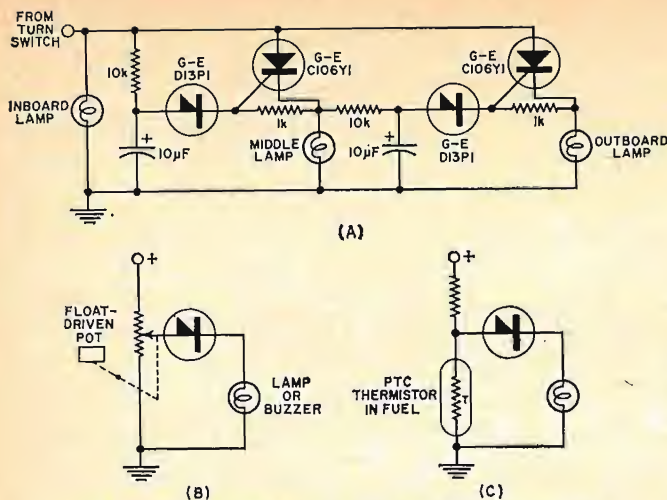 FROM
TURN
SWITCH
INBOARD
LAMP
10k
10µF
+
G-E
D13P1
G-E
C106Y1
1k
MIDDLE
LAMP
10k
10µF
+
G-E
D13P1
G-E
C106Y1
1k
OUTBOARD
LAMP
(A)
+
FLOAT-
DRIVEN
POT
LAMP
OR
BUZZER
(B)
+
PTC
THERMISTOR
IN FUEL
T
(C)